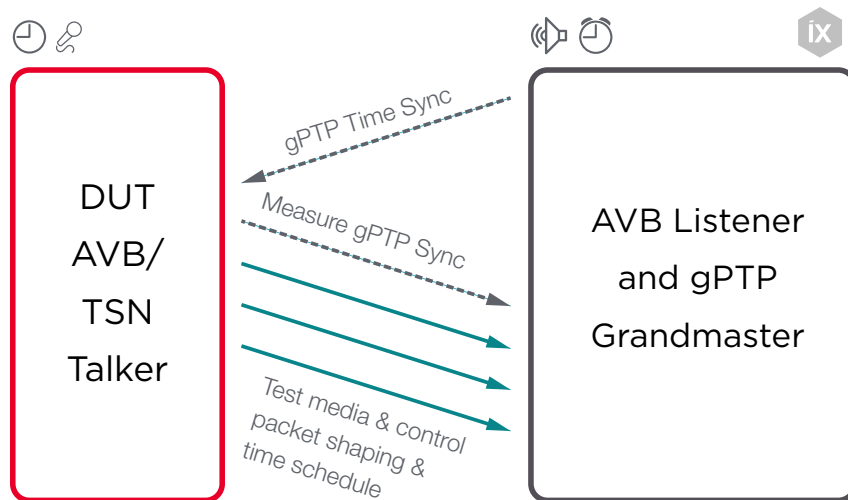 ix
gPTP Time Sync
DUT
AVB/
TSN
Talker
Measure gPTP Sync
AVB Listener
and gPTP
Grandmaster
Test media & control
packet shaping &
time schedule